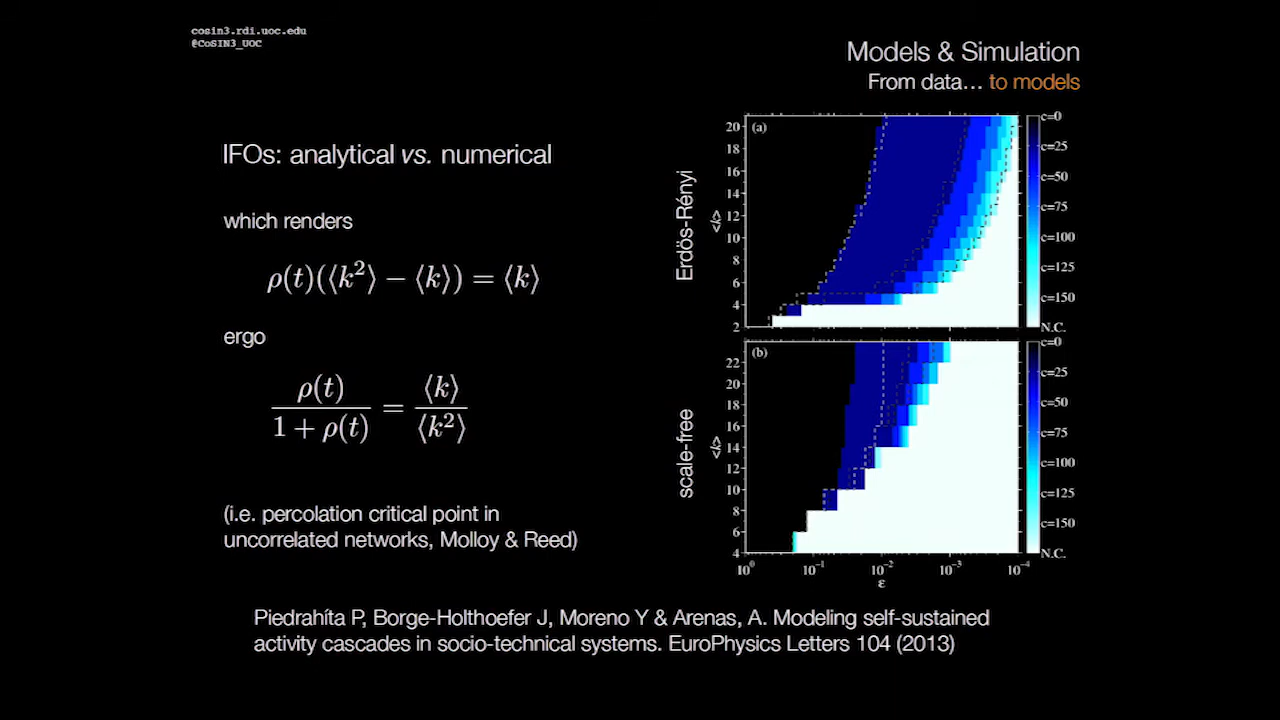 cosin3.rdi.uoc.edu
@CoSIN3_UOC
Models & Simulation
From data... to models
IFOs: analytical vs. numerical
which renders
ρ(t)(⟨k²⟩ − ⟨k⟩) = ⟨k⟩
ergo
ρ(t) / 1 + ρ(t) = ⟨k⟩ / ⟨k²⟩
(i.e. percolation critical point in
uncorrelated networks, Molloy & Reed)
Erdös-Rényi
<k>
(a)
20
18
16
14
12
10
8
6
4
2
c=0
c=25
c=50
c=75
c=100
c=125
c=150
N.C.
scale-free
<k>
(b)
22
20
18
16
14
12
10
8
6
4
c=0
c=25
c=50
c=75
c=100
c=125
c=150
N.C.
10⁰ 10⁻¹ 10⁻² 10⁻³ 10⁻⁴
ε
Piedrahíta P, Borge-Holthoefer J, Moreno Y & Arenas, A. Modeling self-sustained
activity cascades in socio-technical systems. EuroPhysics Letters 104 (2013)